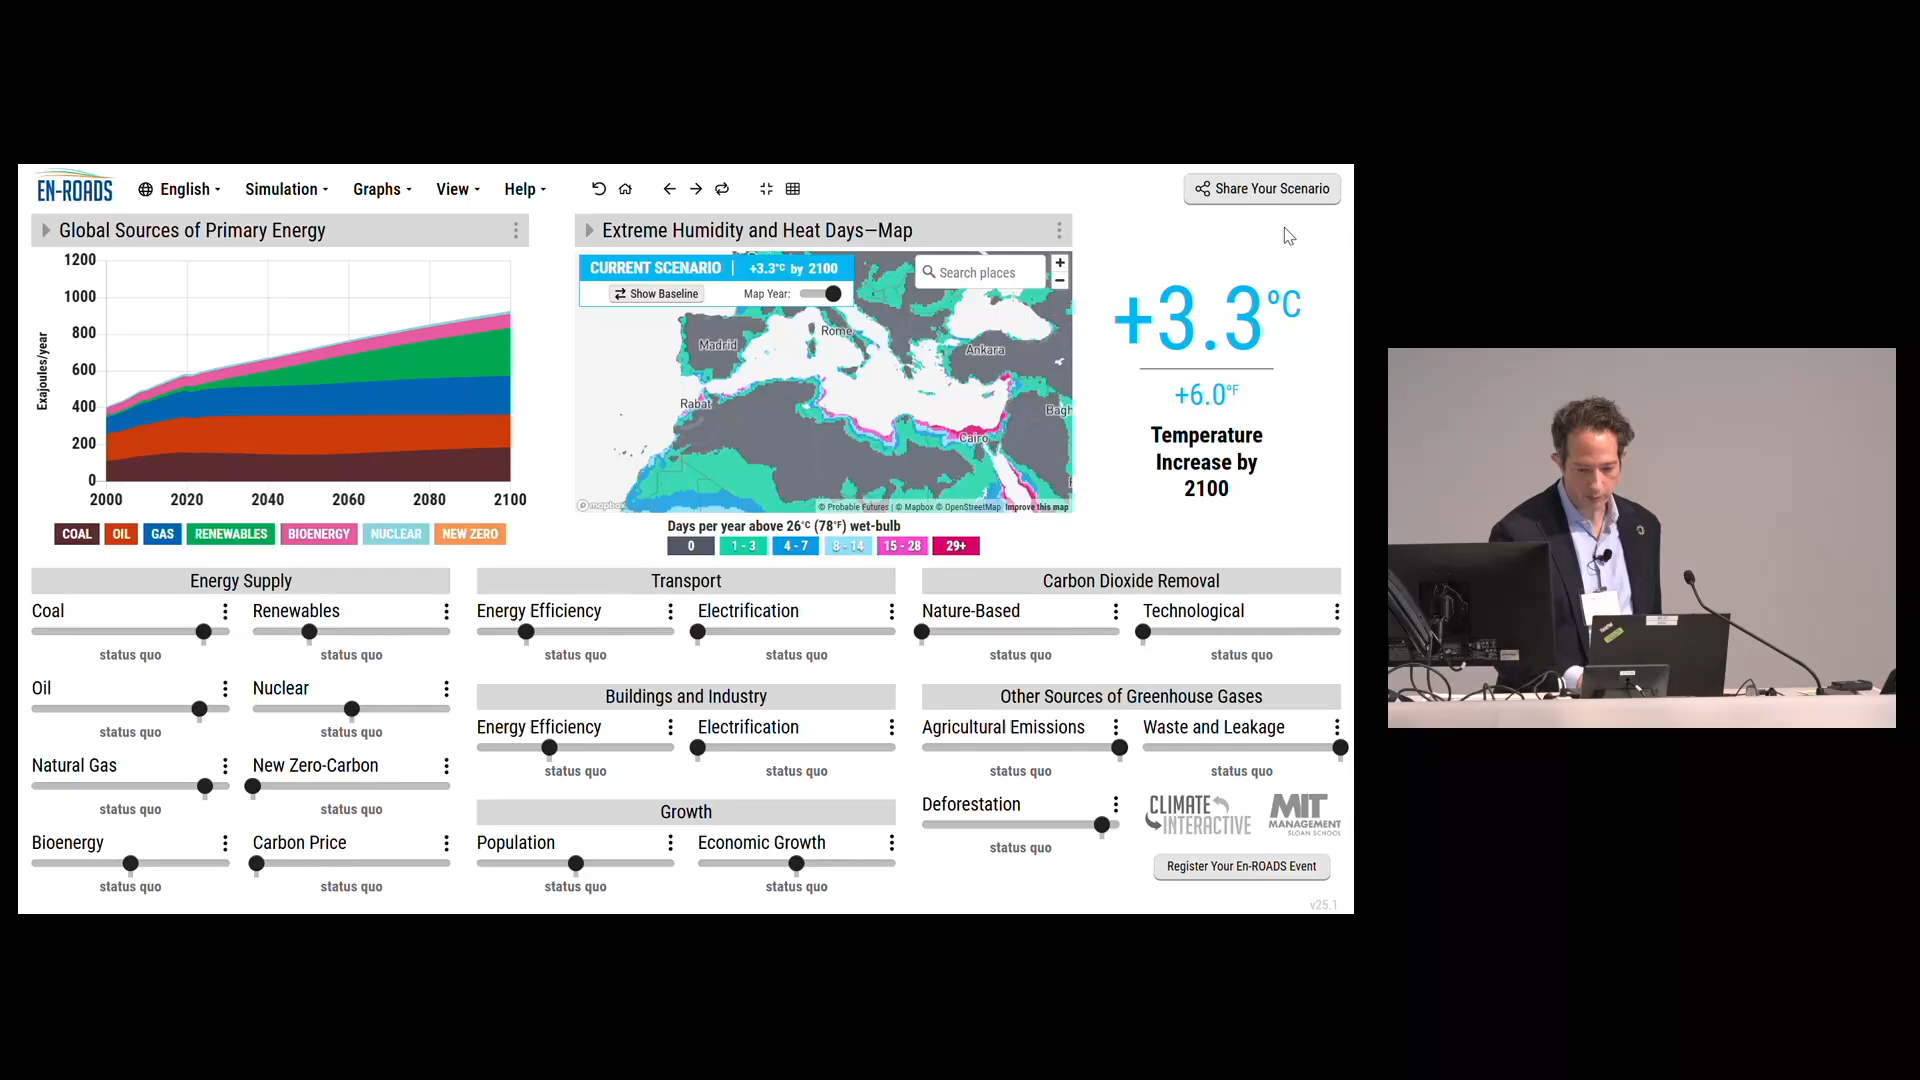 EN-ROADS
English
Simulation
Graphs
View
Help
Share Your Scenario
Global Sources of Primary Energy
Exajoules/year
1200
1000
800
600
400
200
0
2000 2020 2040 2060 2080 2100
COAL OIL GAS RENEWABLES BIOENERGY NUCLEAR NEW ZERO
Extreme Humidity and Heat Days—Map
CURRENT SCENARIO | +3.3°C by 2100
Show Baseline
Map Year:
Search places
+
−
Rome
Madrid
Ankara
Rabat
Bagh
Cairo
mapbox
© Probable Futures | © Mapbox © OpenStreetMap Improve this map
Days per year above 26°C (78°F) wet-bulb
0 1 - 3 4 - 7 8 - 14 15 - 28 29+
+3.3°C
+6.0°F
Temperature
Increase by
2100
Energy Supply
Coal
status quo
Renewables
status quo
Oil
status quo
Nuclear
status quo
Natural Gas
status quo
New Zero-Carbon
status quo
Bioenergy
status quo
Carbon Price
status quo
Transport
Energy Efficiency
status quo
Electrification
status quo
Buildings and Industry
Energy Efficiency
status quo
Electrification
status quo
Growth
Population
status quo
Economic Growth
status quo
Carbon Dioxide Removal
Nature-Based
status quo
Technological
status quo
Other Sources of Greenhouse Gases
Agricultural Emissions
status quo
Waste and Leakage
status quo
Deforestation
status quo
CLIMATE
INTERACTIVE
MIT
MANAGEMENT
SLOAN SCHOOL
Register Your En-ROADS Event
v25.1